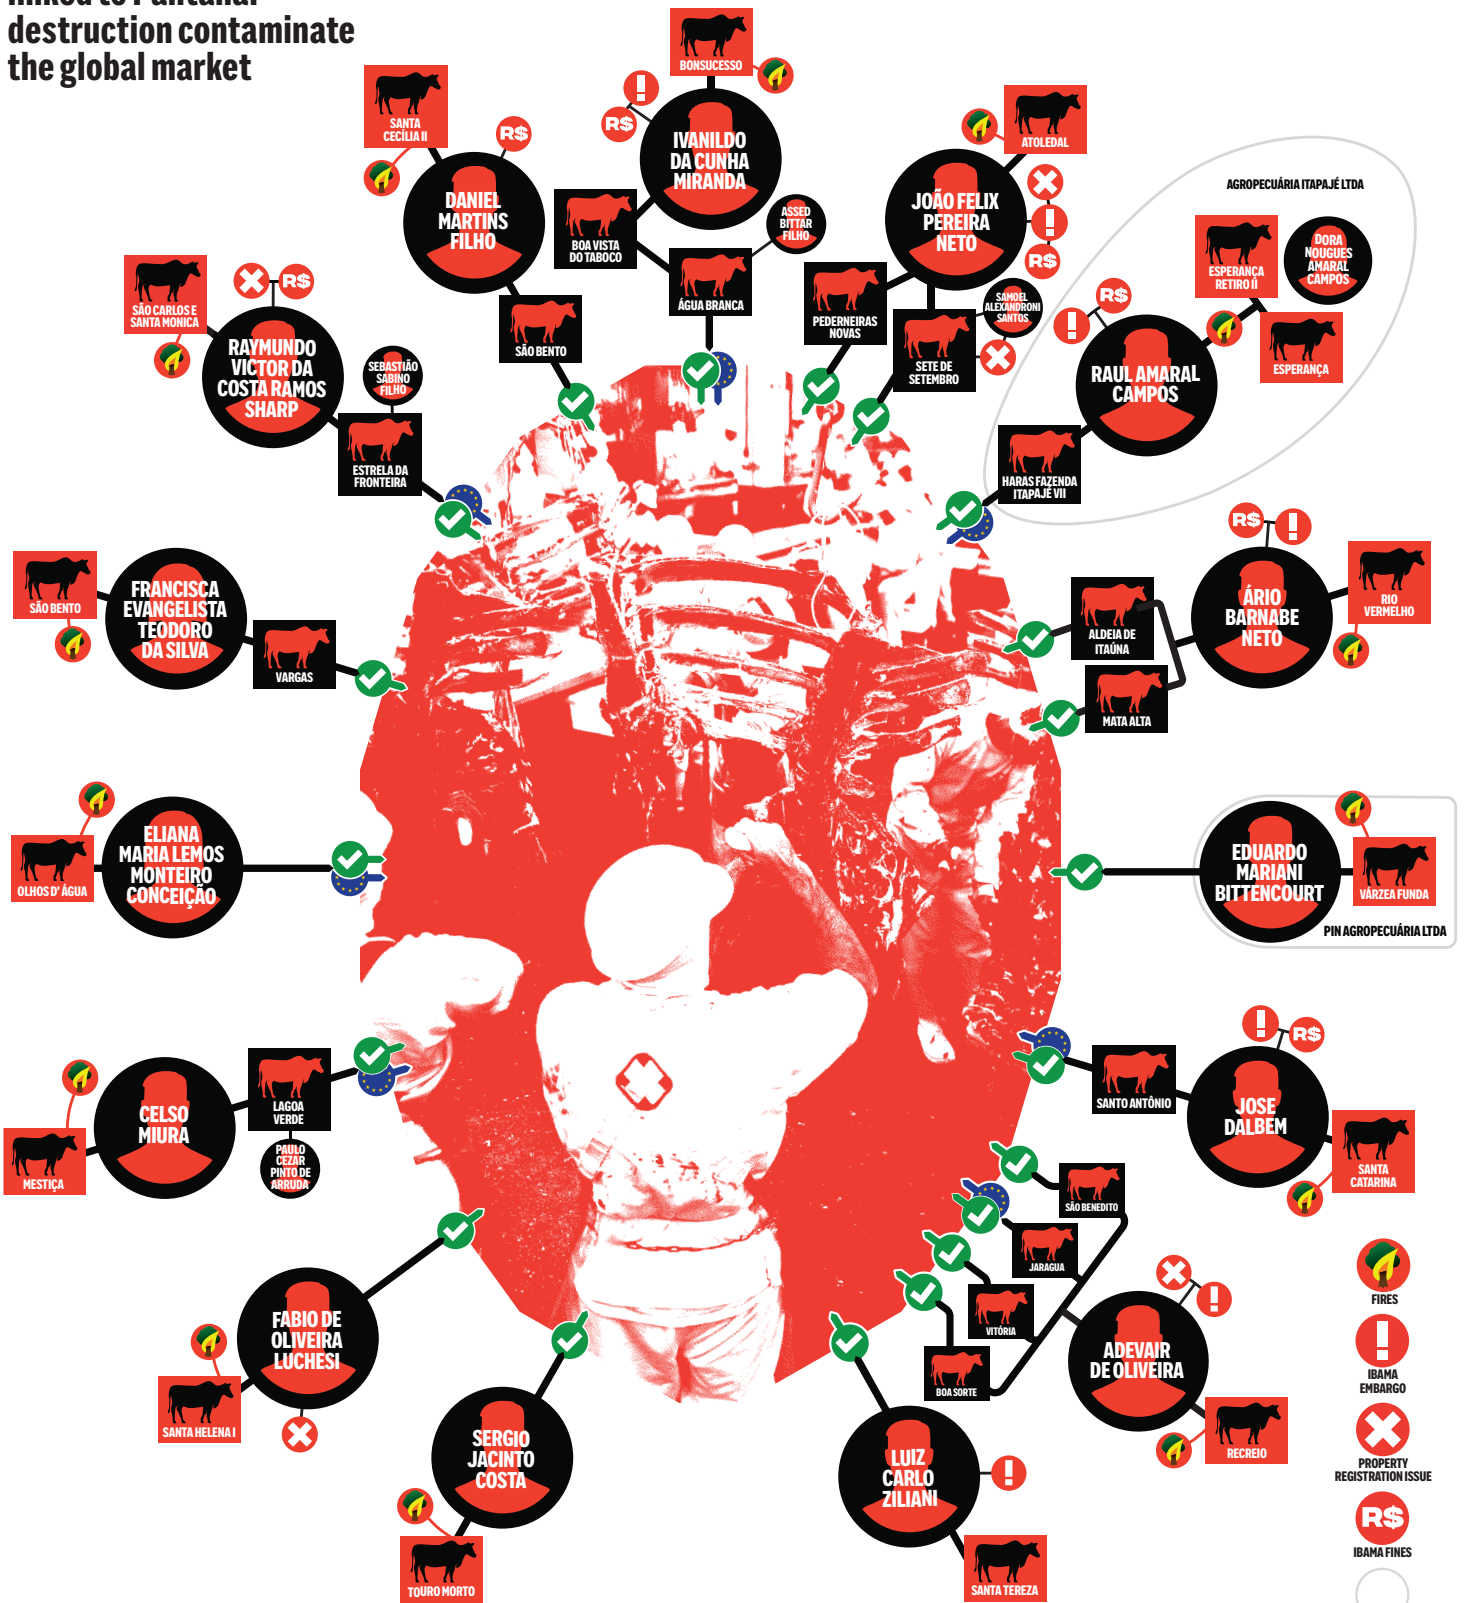 destruction contaminate
the global market
BONSUCESSO
SANTA
CECÍLIA II
R$
R$
IVANILDO
DA CUNHA
MIRANDA
ATOLEDAL
DANIEL
MARTINS
FILHO
BOA VISTA
DO TABOCO
ASSED
BITTAR
FILHO
ÁGUA BRANCA
JOÃO FELIX
PEREIRA
NETO
R$
AGROPECUÁRIA ITAPAJÉ LTDA
ESPERANÇA
RETIRO II
DORA
NOUGUES
AMARAL
CAMPOS
ESPERANÇA
R$
RAUL AMARAL
CAMPOS
HARAS FAZENDA
ITAPAJÉ VII
PEDERNEIRAS
NOVAS
SAMOEL
ALEXANDRONI
SANTOS
SETE DE
SETEMBRO
SÃO BENTO
SÃO CARLOS E
SANTA MONICA
R$
RAYMUNDO
VICTOR DA
COSTA RAMOS
SHARP
SEBASTIÃO
SABINO
FILHO
ESTRELA DA
FRONTEIRA
R$
ÁRIO
BARNABE
NETO
RIO
VERMELHO
ALDEIA DE
ITAÚNA
MATA ALTA
SÃO BENTO
FRANCISCA
EVANGELISTA
TEODORO
DA SILVA
VARGAS
OLHOS D' ÁGUA
ELIANA
MARIA LEMOS
MONTEIRO
CONCEIÇÃO
EDUARDO
MARIANI
BITTENCOURT
VÁRZEA FUNDA
PIN AGROPECUÁRIA LTDA
MESTIÇA
CELSO
MIURA
LAGOA
VERDE
PAULO
CEZAR
PINTO DE
ARRUDA
SANTO ANTÔNIO
R$
JOSE
DALBEM
SANTA
CATARINA
SÃO BENEDITO
JARAGUA
VITÓRIA
BOA SORTE
ADEVAIR
DE OLIVEIRA
RECREIO
FABIO DE
OLIVEIRA
LUCHESI
SANTA HELENA I
SERGIO
JACINTO
COSTA
TOURO MORTO
LUIZ
CARLO
ZILIANI
SANTA TEREZA
FIRES
IBAMA
EMBARGO
PROPERTY
REGISTRATION ISSUE
R$
IBAMA FINES